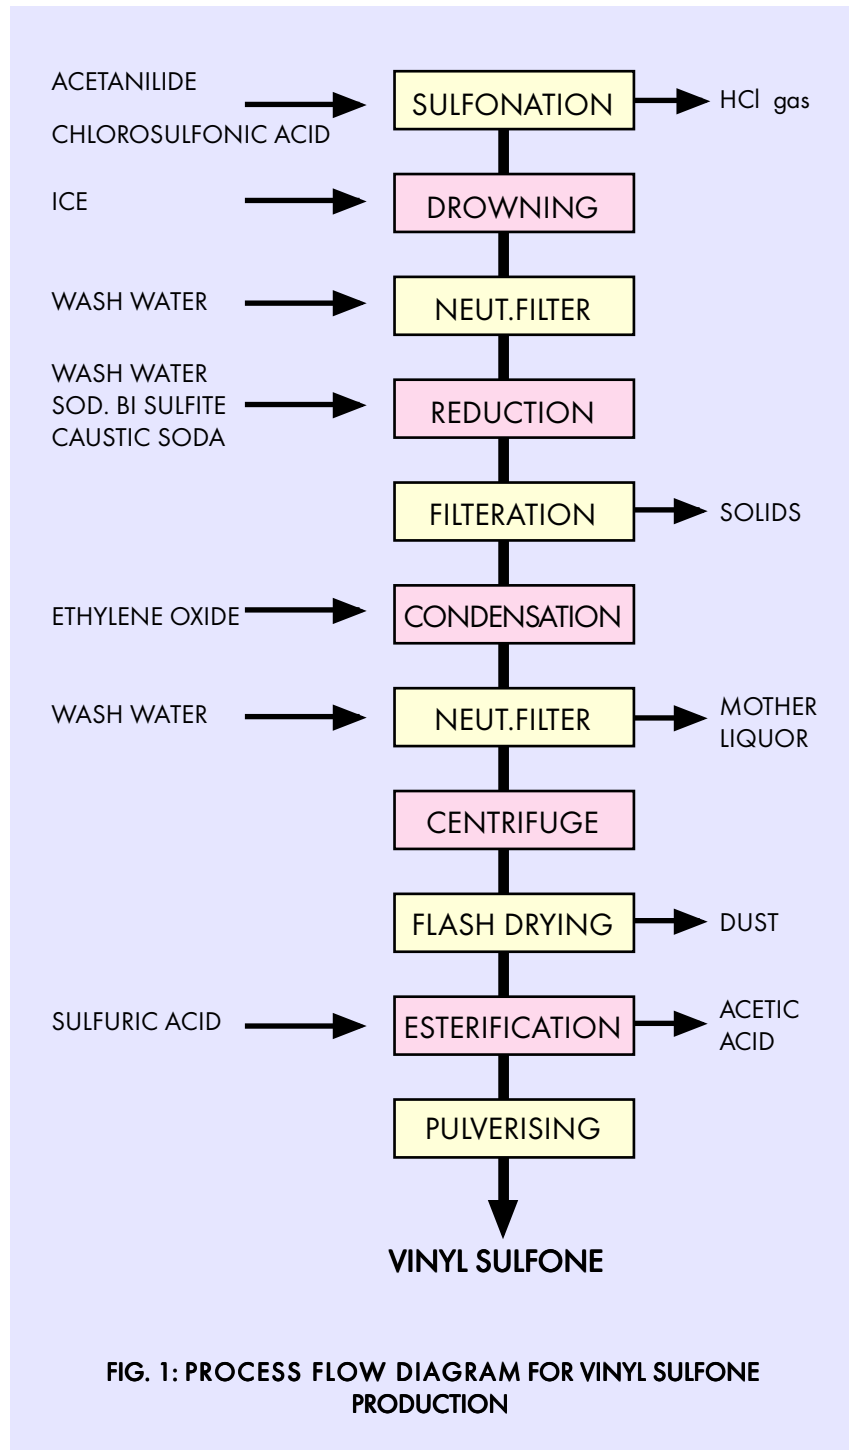 ACETANILIDE
CHLOROSULFONIC ACID
SULFONATION
HCl gas
ICE
DROWNING
WASH WATER
NEUT.FILTER
WASH WATER
SOD. BI SULFITE
CAUSTIC SODA
REDUCTION
FILTERATION
SOLIDS
ETHYLENE OXIDE
CONDENSATION
WASH WATER
NEUT.FILTER
MOTHER
LIQUOR
CENTRIFUGE
FLASH DRYING
DUST
SULFURIC ACID
ESTERIFICATION
ACETIC
ACID
PULVERISING
VINYL SULFONE
FIG. 1: PROCESS FLOW DIAGRAM FOR VINYL SULFONE
PRODUCTION